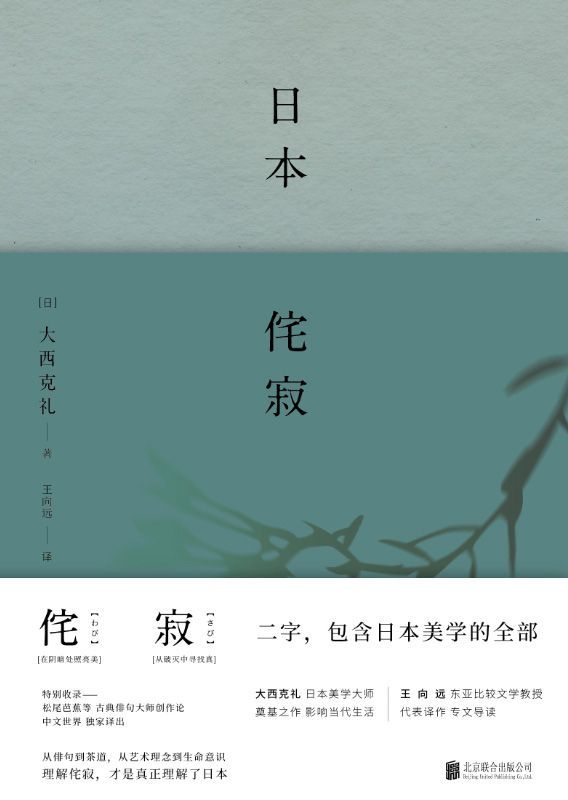 日本
侘寂
[日]
大西克礼
著
王向远
译
侘
【わび】
[在阴暗处照亮美]
寂
【さび】
[从破灭中寻找真]
二字，包含日本美学的全部
特别收录——
松尾芭蕉等 古典俳句大师创作论
中文世界 独家译出
大西克礼 日本美学大师
奠基之作 影响当代生活
王向远 东亚比较文学教授
代表译作 专文导读
从俳句到茶道，从艺术理念到生命意识
理解侘寂，才是真正理解了日本
北京联合出版公司
Beijing United Publishing Co.,Ltd.